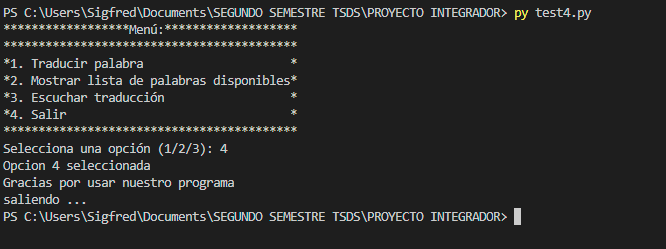 PS C:\Users\Sigfred\Documents\SEGUNDO SEMESTRE TSDS\PROYECTO INTEGRADOR> py test4.py
******************Menú:*******************
******************************************
*1. Traducir palabra                     *
*2. Mostrar lista de palabras disponibles*
*3. Escuchar traducción                  *
*4. Salir                                *
******************************************
Selecciona una opción (1/2/3): 4
Opcion 4 seleccionada
Gracias por usar nuestro programa
saliendo ...
PS C:\Users\Sigfred\Documents\SEGUNDO SEMESTRE TSDS\PROYECTO INTEGRADOR>